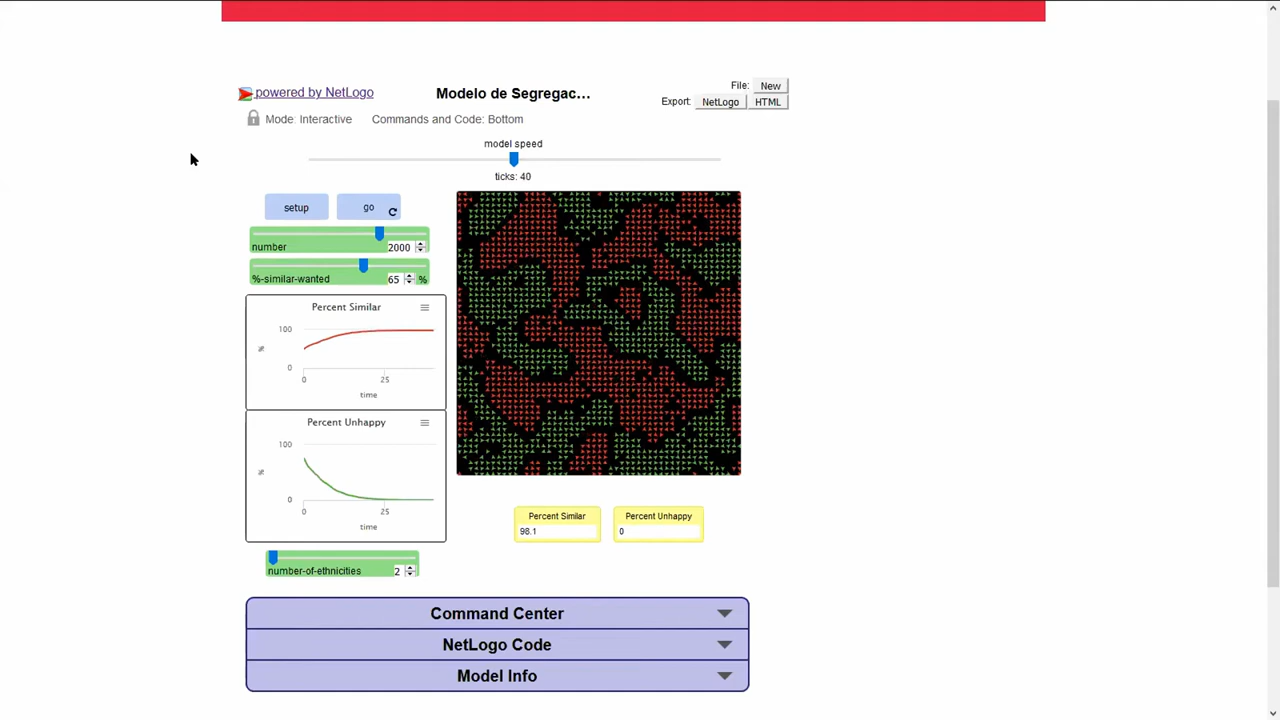 File: New
powered by NetLogo
Modelo de Segregac...
Export: NetLogo HTML
Mode: Interactive
Commands and Code: Bottom
model speed
ticks: 40
setup
go
number 2000
%-similar-wanted 65 %
Percent Similar
100
%
0
0 25
time
Percent Unhappy
100
%
0
0 25
time
Percent Similar
98.1
Percent Unhappy
0
number-of-ethnicities 2
Command Center
NetLogo Code
Model Info